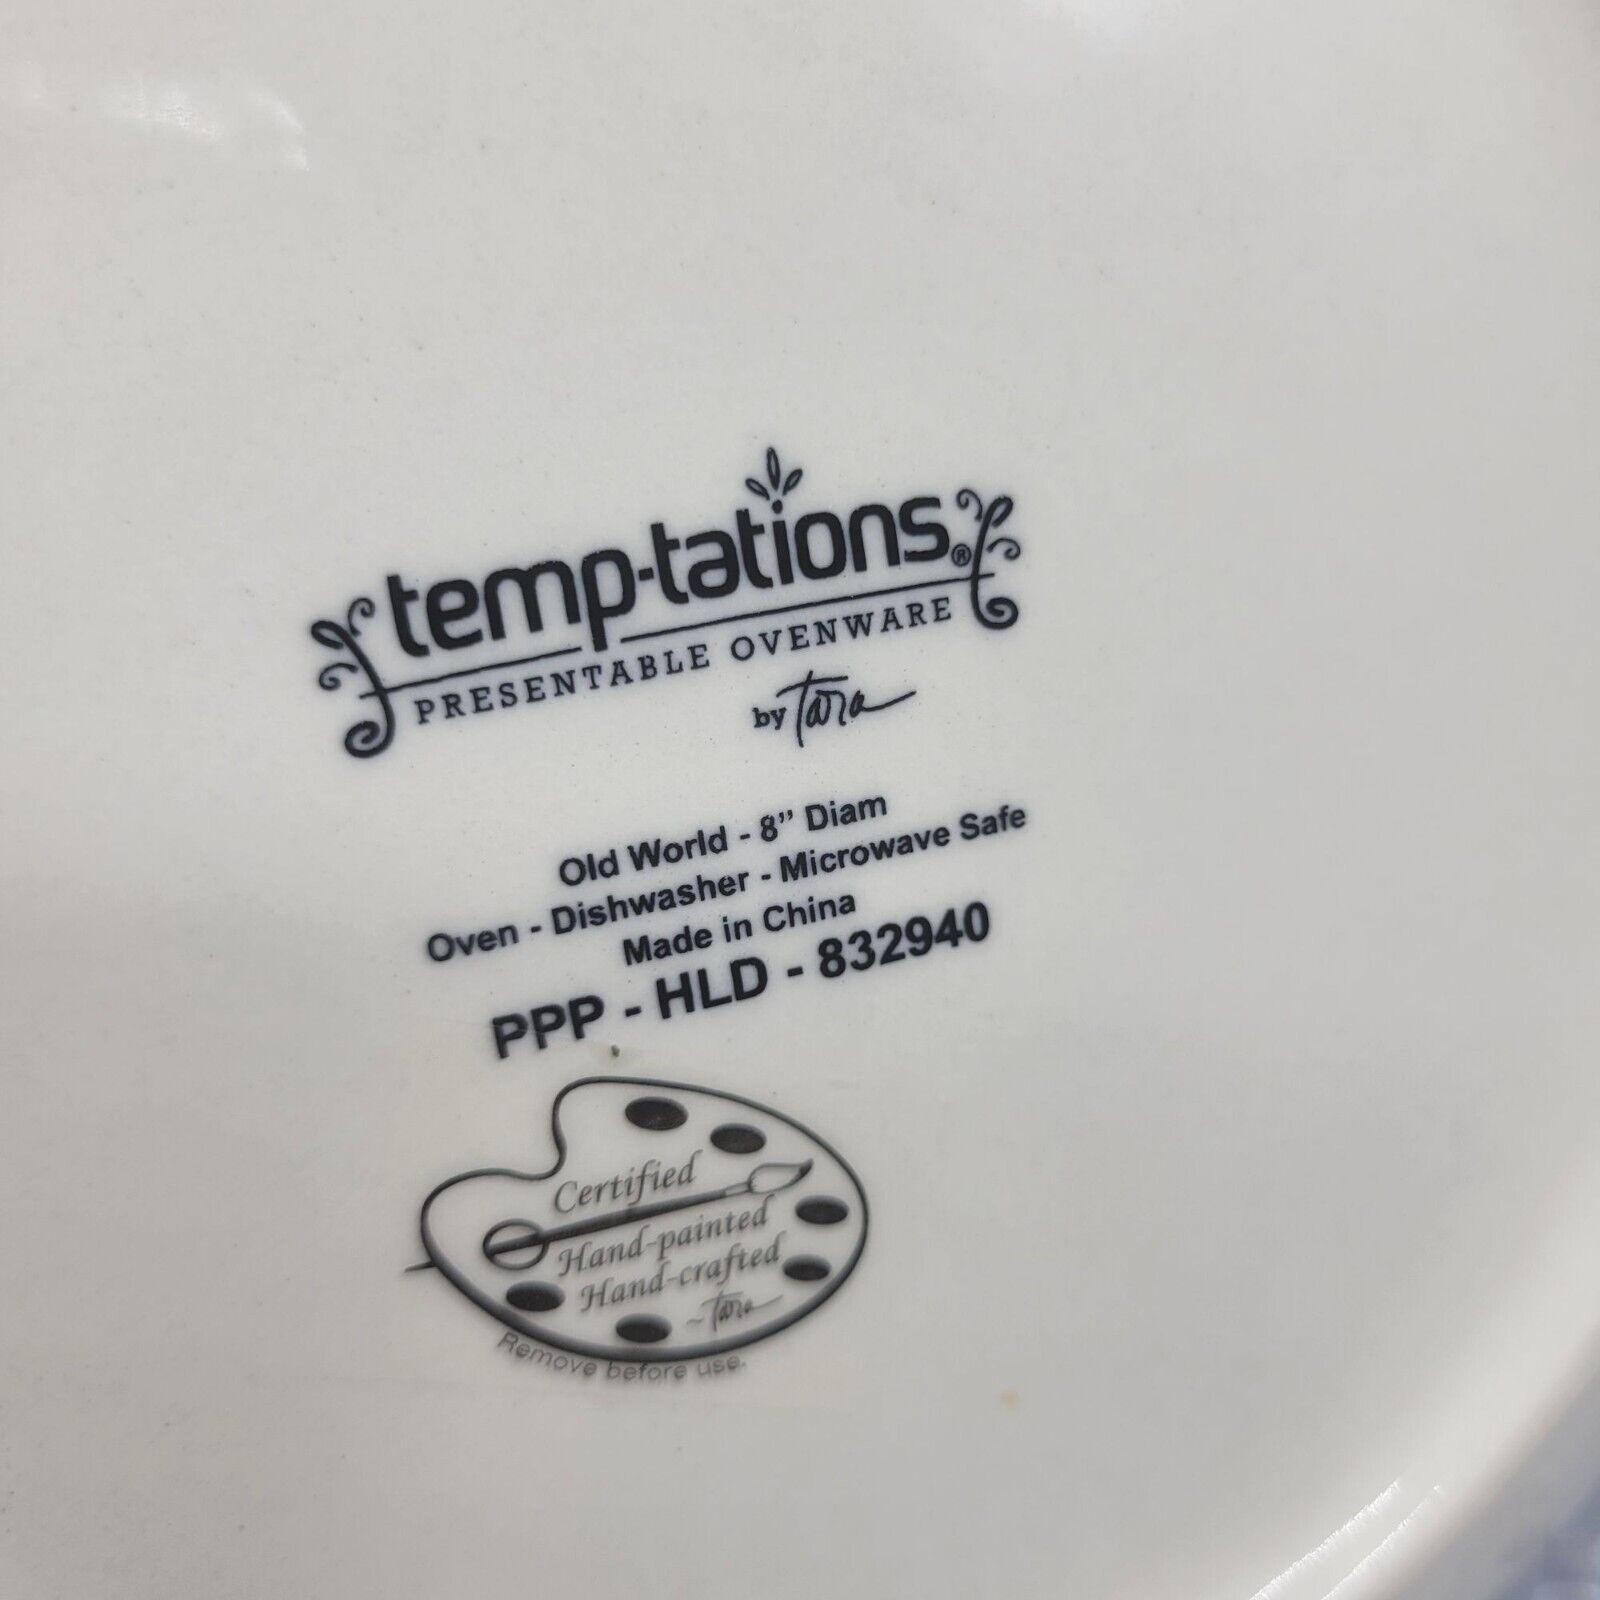 temp-tations®
PRESENTABLE OVENWARE
by Tara
Old World - 8” Diam
Oven - Dishwasher - Microwave Safe
Made in China
PPP - HLD - 832940
Certified
Hand-painted
Hand-crafted
~Tara
Remove before use.